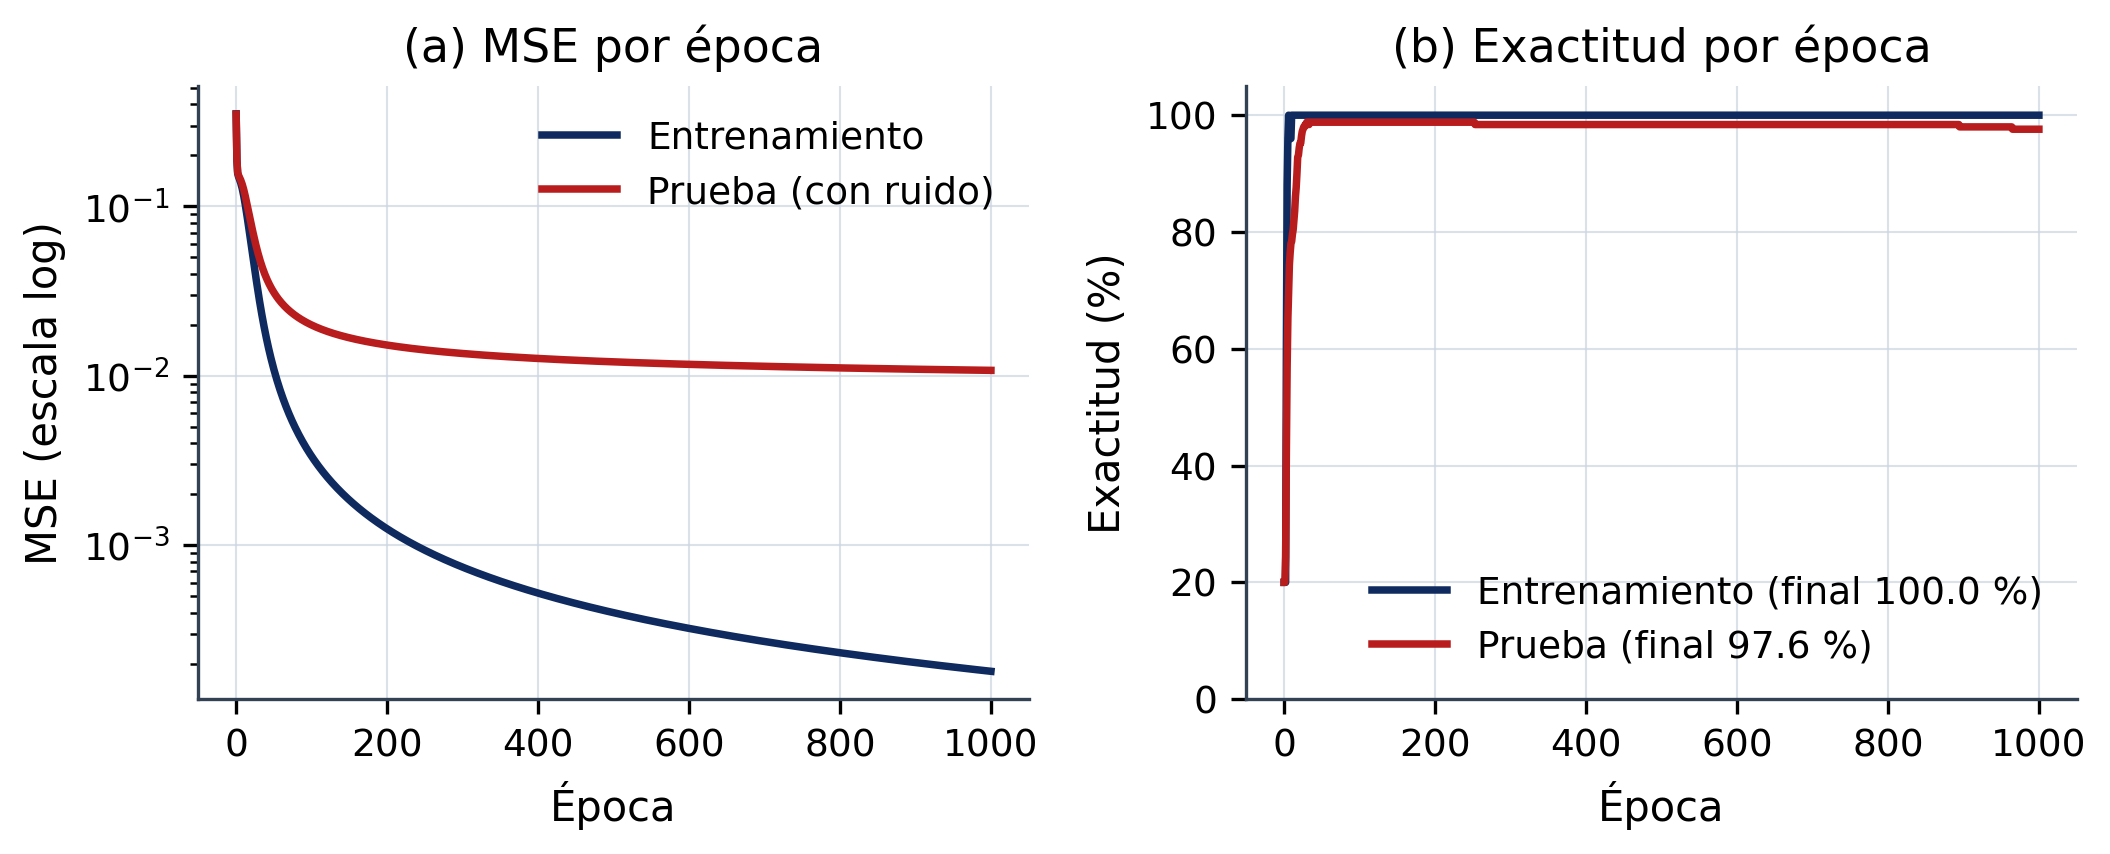 (a) MSE por época
MSE (escala log)
10⁻¹
10⁻²
10⁻³
Entrenamiento
Prueba (con ruido)
0 200 400 600 800 1000
Época
(b) Exactitud por época
Exactitud (%)
100
80
60
40
20
0
Entrenamiento (final 100.0 %)
Prueba (final 97.6 %)
0 200 400 600 800 1000
Época